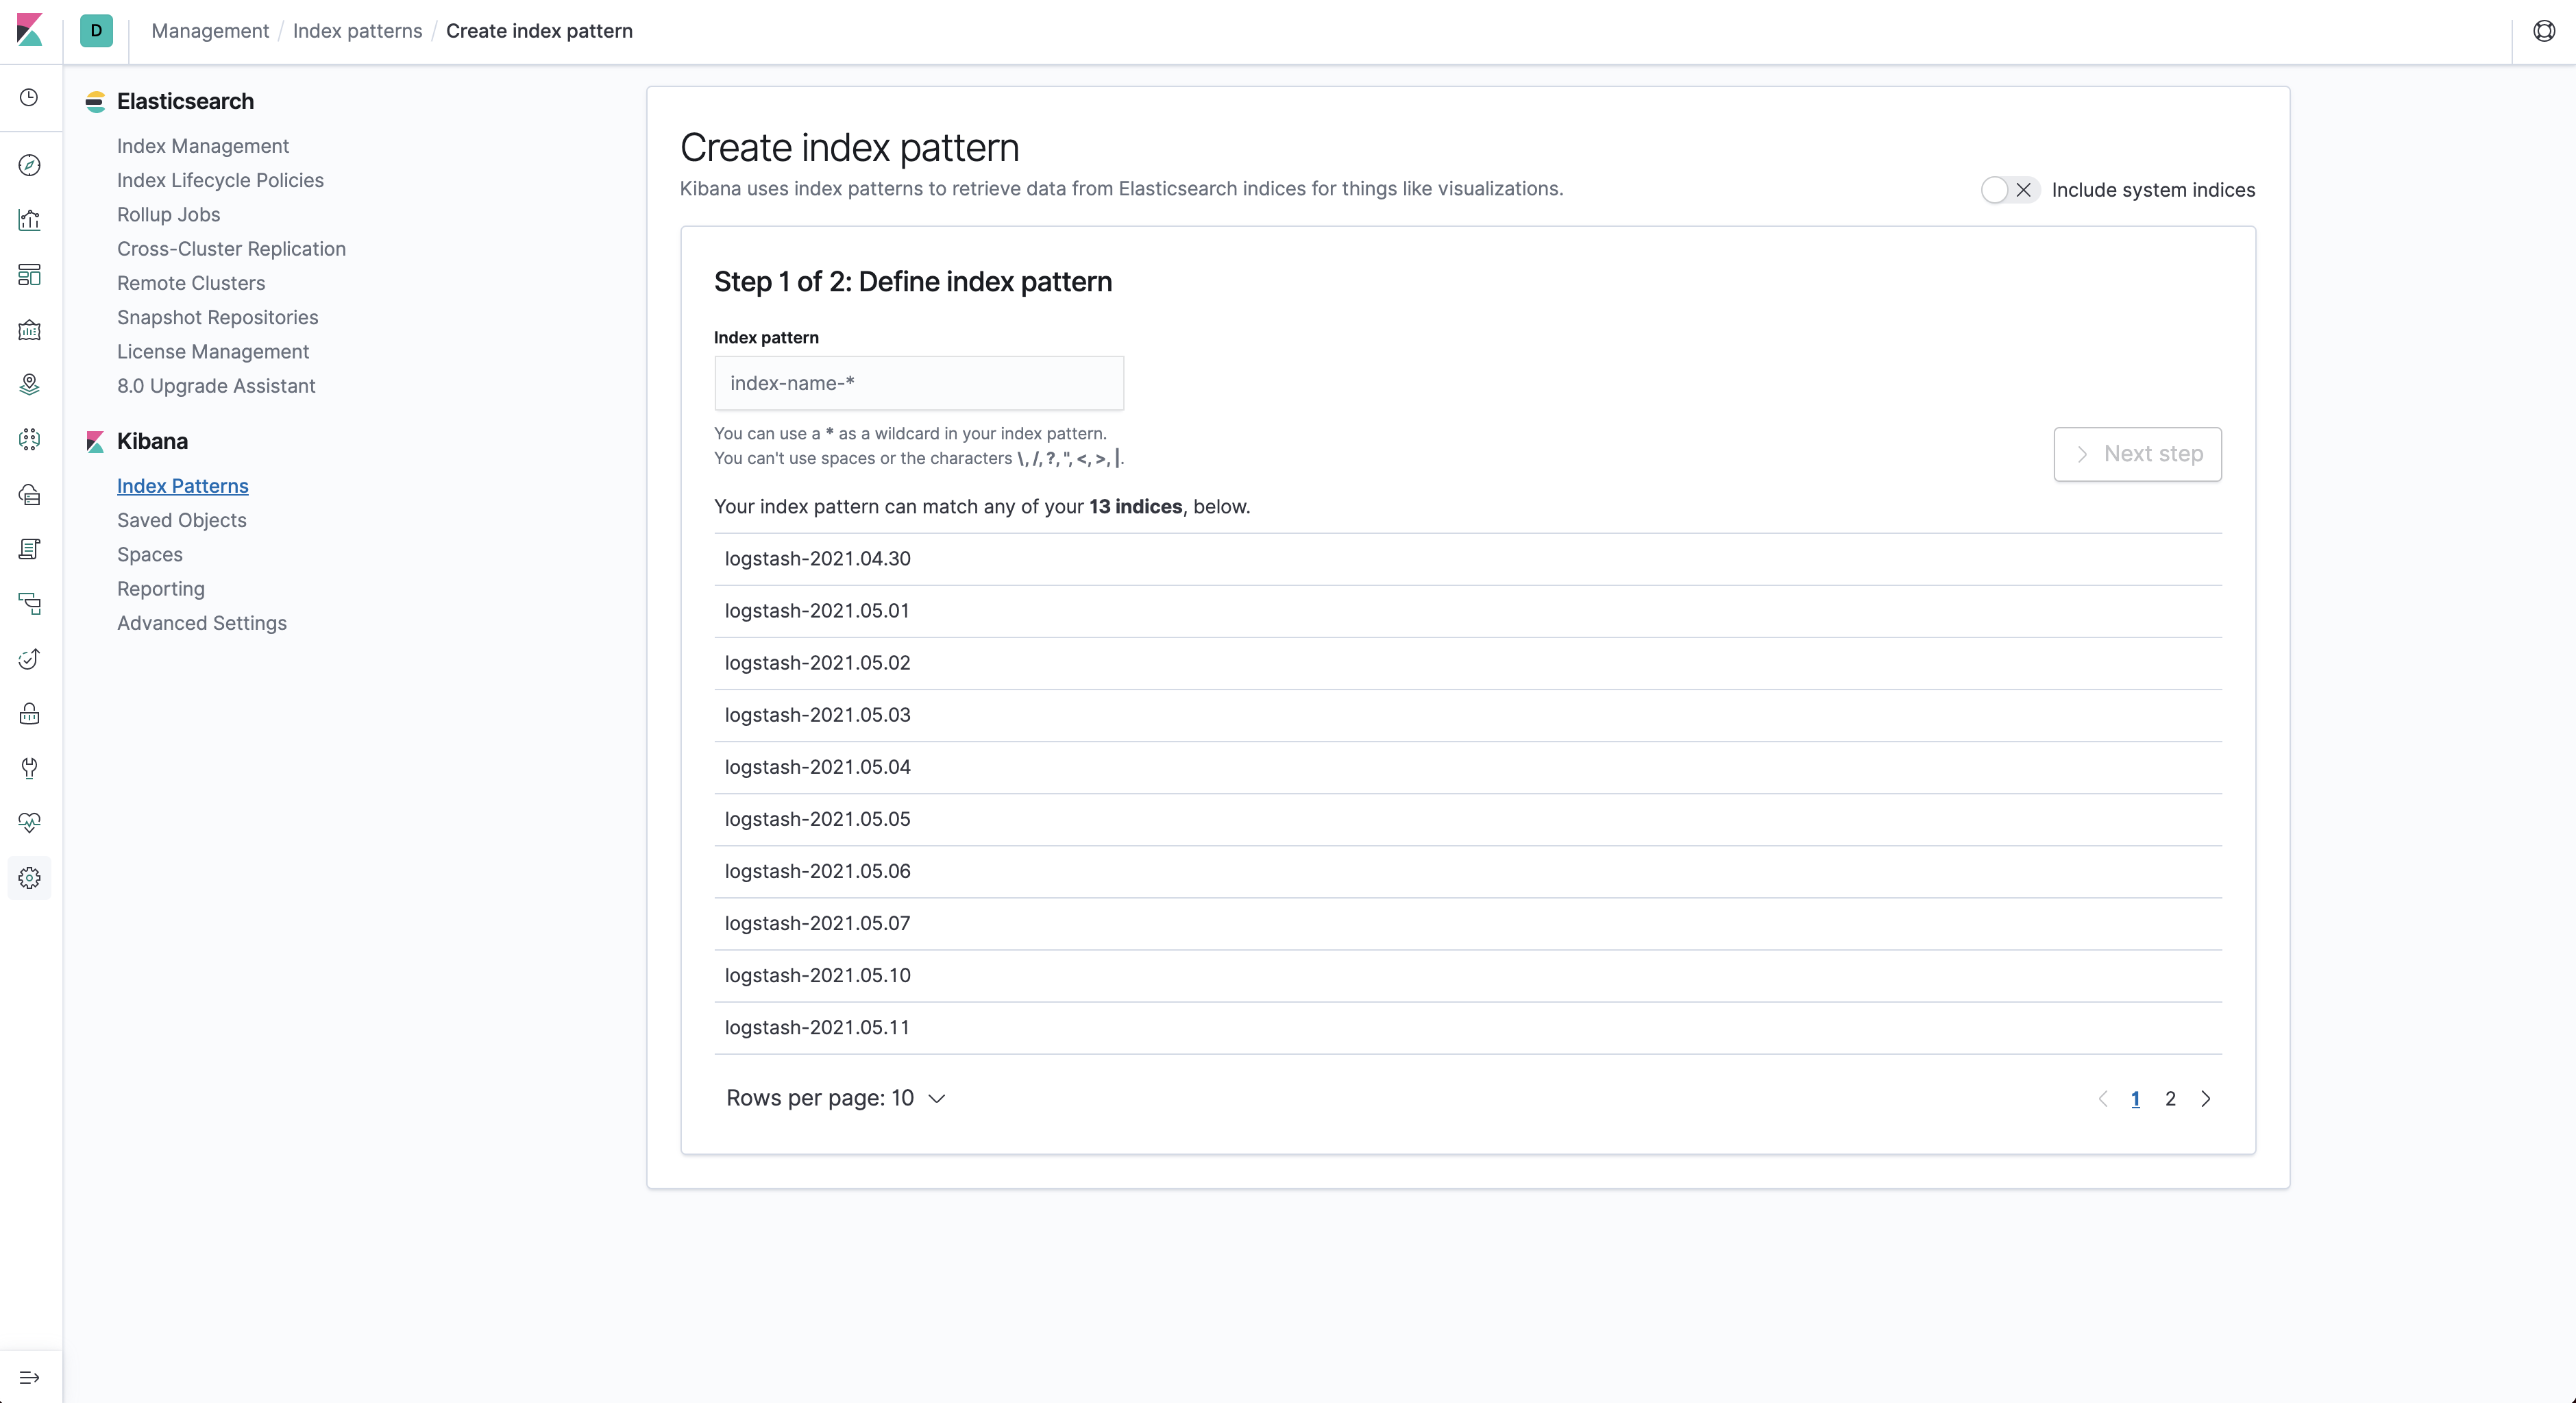 D
Management / Index patterns / Create index pattern
Elasticsearch
Index Management
Index Lifecycle Policies
Rollup Jobs
Cross-Cluster Replication
Remote Clusters
Snapshot Repositories
License Management
8.0 Upgrade Assistant
Kibana
Index Patterns
Saved Objects
Spaces
Reporting
Advanced Settings
Create index pattern
Kibana uses index patterns to retrieve data from Elasticsearch indices for things like visualizations.
Include system indices
Step 1 of 2: Define index pattern
Index pattern
index-name-*
You can use a * as a wildcard in your index pattern.
You can't use spaces or the characters \, /, ?, ", <, >, |.
Next step
Your index pattern can match any of your 13 indices, below.
logstash-2021.04.30
logstash-2021.05.01
logstash-2021.05.02
logstash-2021.05.03
logstash-2021.05.04
logstash-2021.05.05
logstash-2021.05.06
logstash-2021.05.07
logstash-2021.05.10
logstash-2021.05.11
Rows per page: 10
1 2